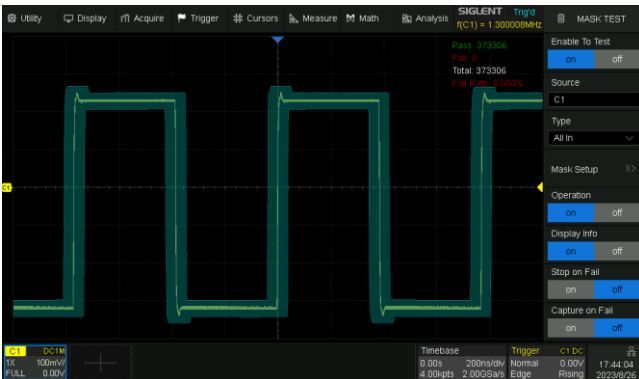 Utility Display Acquire Trigger Cursors Measure Math Analysis SIGLENT Trig'd
f(C1) = 1.300008MHz
MASK TEST
Pass: 373306
Fail: 0
Total: 373306
Fail Rate: 0.000%
Enable To Test
on off
Source
C1
Type
All In
Mask Setup
Operation
on off
Display Info
on off
Stop on Fail
on off
Capture on Fail
on off
C1
C1 DC1M
1X 100mV/
FULL 0.00V
Timebase
0.00s 200ns/div
4.00kpts 2.00GSa/s
Trigger C1 DC
Normal 0.00V
Edge Rising
17:44:04
2023/8/26